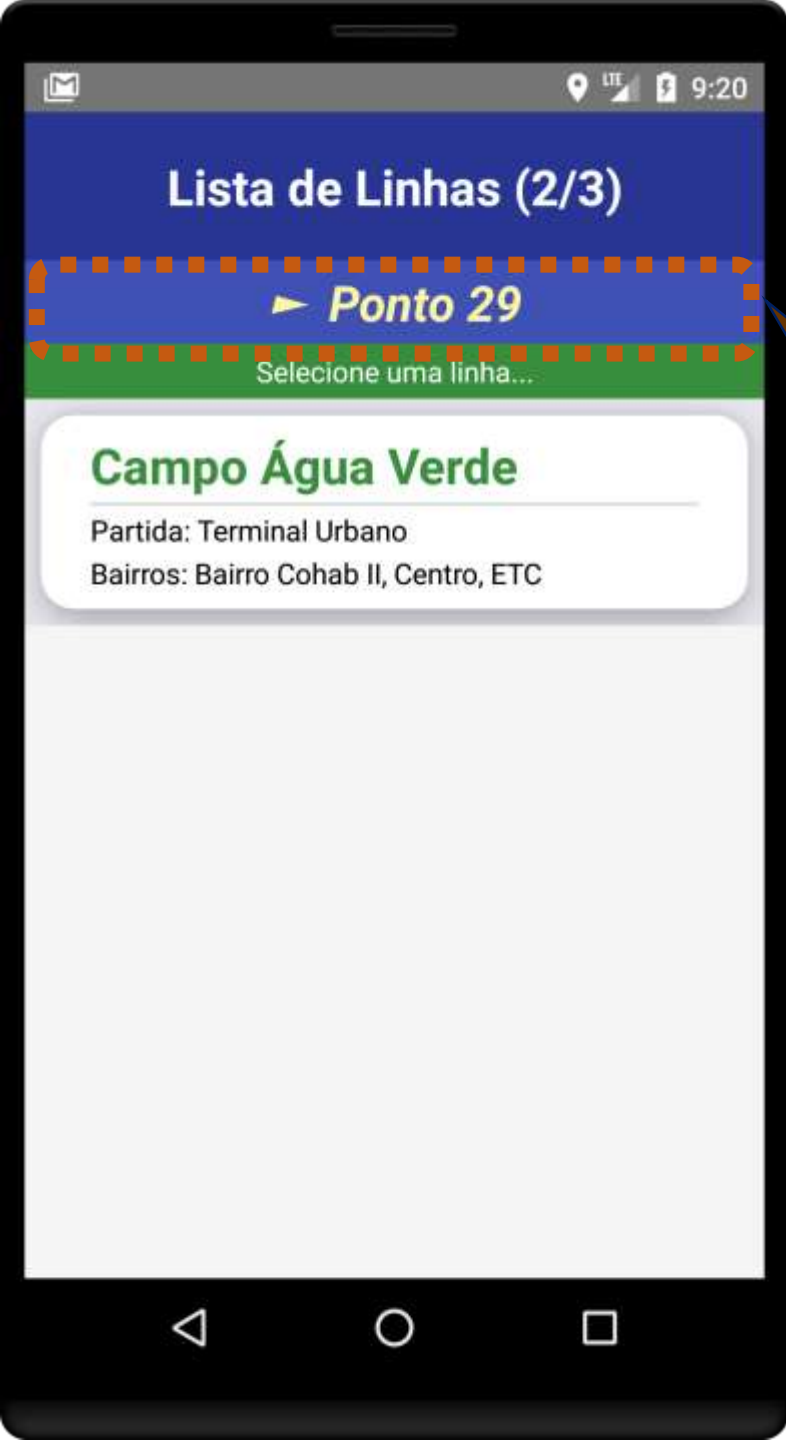 LTE 9:20
Lista de Linhas (2/3)
► Ponto 29
Selecione uma linha...
Campo Água Verde
Partida: Terminal Urbano
Bairros: Bairro Cohab II, Centro, ETC